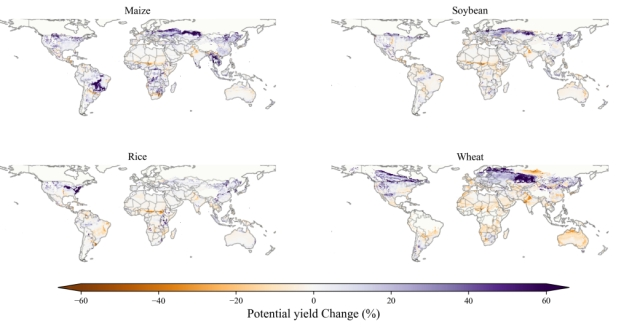 Maize
Soybean
Rice
Wheat
−60 −40 −20 0 20 40 60
Potential yield Change (%)